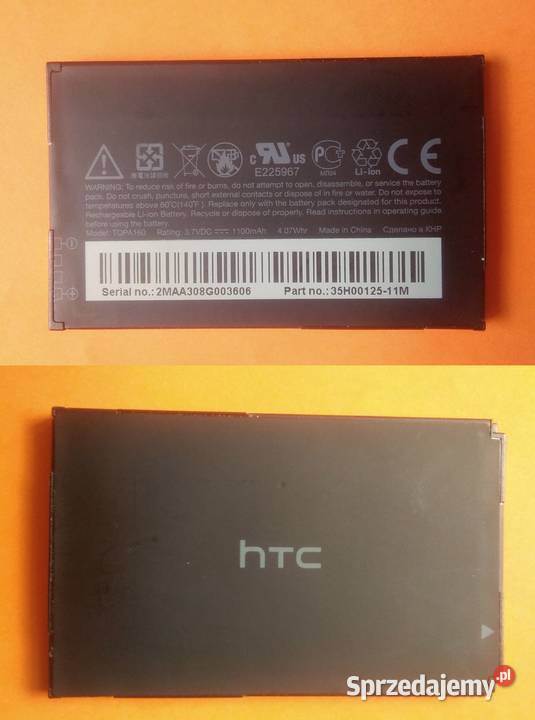 C UL US
E225967
Li-Ion
CE
WARNING: To reduce risk of fire or burns, do not attempt to open, disassemble, or service the battery
pack. Do not crush, puncture, short external contacts or dispose of in fire or water. Do not expose to
temperatures above 60°C(140°F). Replace only with the battery pack designated for this product.
Rechargeable Li-ion Battery. Recycle or dispose of properly. Read instructions in operating guide
before use.
Model: TOPA160 Rating: 3.7VDC 1100mAh 4.07Whr Made in China Сделано в КНР
Serial no.:2MAA308G003606 Part no.:35H00125-11M
hTC
Sprzedajemy.pl